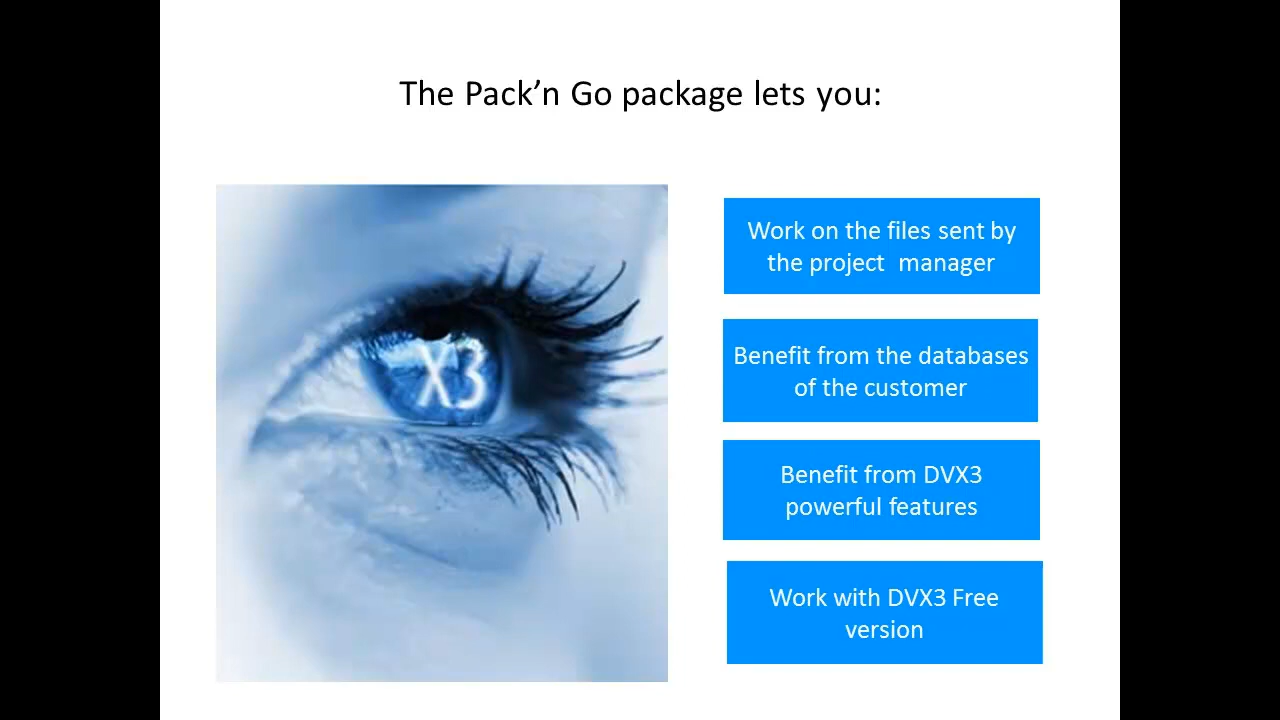 The Pack’n Go package lets you:
X3
Work on the files sent by
the project  manager
Benefit from the databases
of the customer
Benefit from DVX3
powerful features
Work with DVX3 Free
version